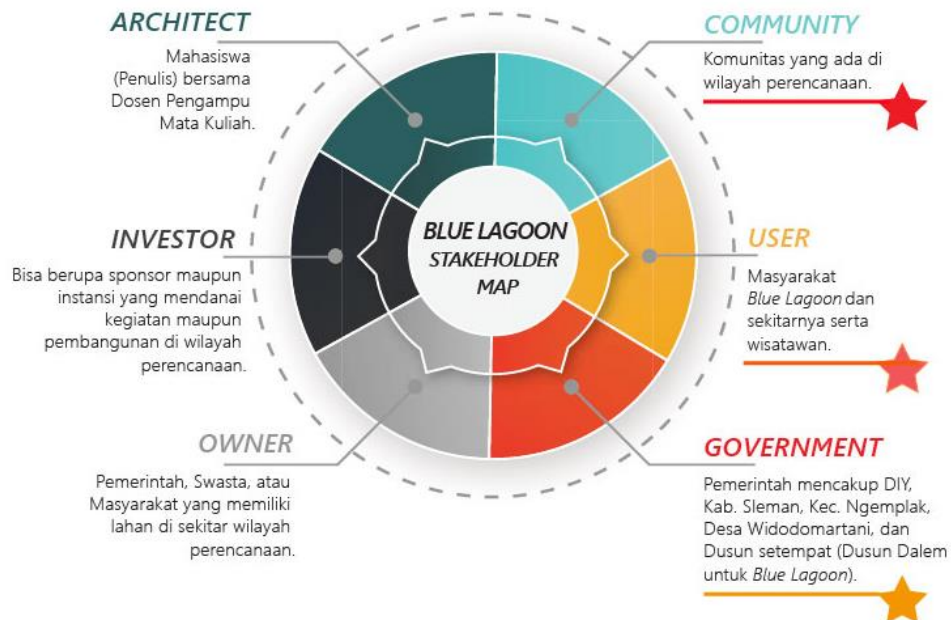 ARCHITECT
Mahasiswa
(Penulis) bersama
Dosen Pengampu
Mata Kuliah.
COMMUNITY
Komunitas yang ada di
wilayah perencanaan.
INVESTOR
Bisa berupa sponsor maupun
instansi yang mendanai
kegiatan maupun
pembangunan di wilayah
perencanaan.
BLUE LAGOON
STAKEHOLDER
MAP
USER
Masyarakat
Blue Lagoon dan
sekitarnya serta
wisatawan.
OWNER
Pemerintah, Swasta, atau
Masyarakat yang memiliki
lahan di sekitar wilayah
perencanaan.
GOVERNMENT
Pemerintah mencakup DIY,
Kab. Sleman, Kec. Ngemplak,
Desa Widodomartani, dan
Dusun setempat (Dusun Dalem
untuk Blue Lagoon).